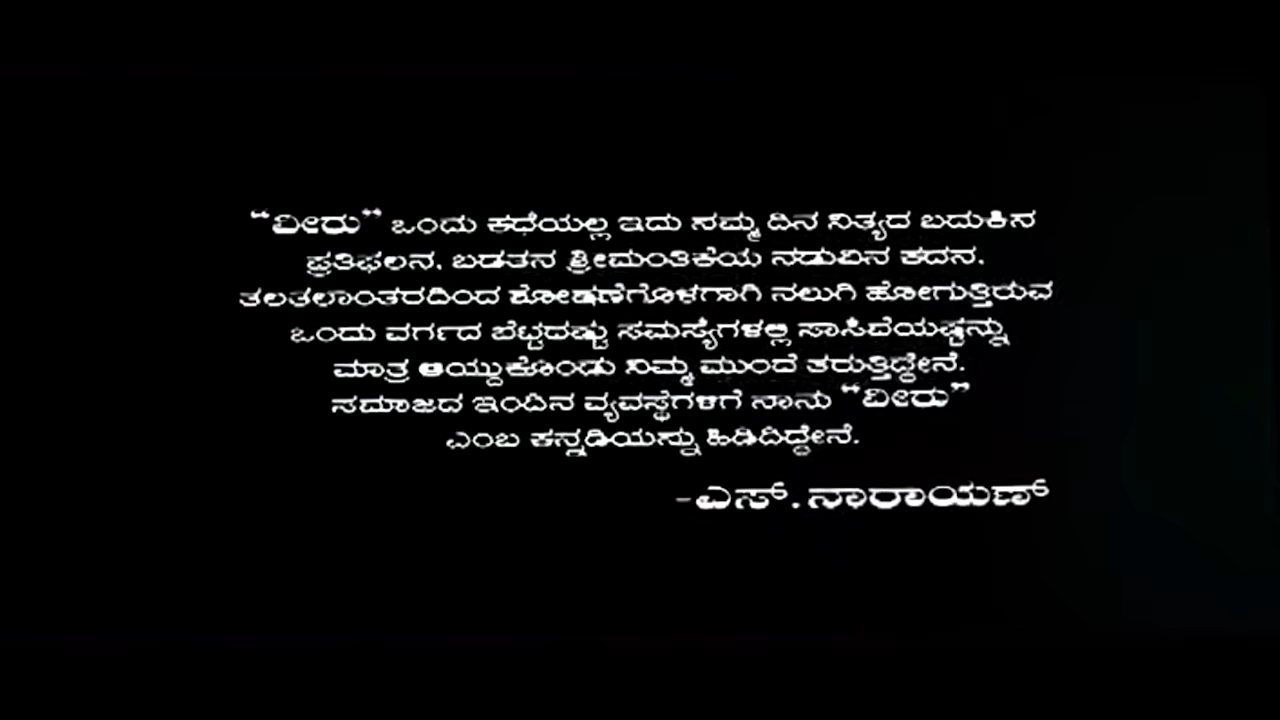 “ವೀರು” ಒಂದು ಕಥೆಯಲ್ಲ ಇದು ನಮ್ಮ ದಿನ ನಿತ್ಯದ ಬದುಕಿನ
ಪ್ರತಿಫಲನ. ಬಡತನ ಶ್ರೀಮಂತಿಕೆಯ ನಡುವಿನ ಕದನ.
ತಲತಲಾಂತರದಿಂದ ಶೋಷಣೆಗೊಳಗಾಗಿ ನಲುಗಿ ಹೋಗುತ್ತಿರುವ
ಒಂದು ವರ್ಗದ ಬೆಟ್ಟದಷ್ಟು ಸಮಸ್ಯೆಗಳಲ್ಲಿ ಸಾಸಿವೆಯಷ್ಟನ್ನು
ಮಾತ್ರ ಆಯ್ದುಕೊಂಡು ನಿಮ್ಮ ಮುಂದೆ ತರುತ್ತಿದ್ದೇನೆ.
ಸಮಾಜದ ಇಂದಿನ ವ್ಯವಸ್ಥೆಗಳಿಗೆ ನಾನು “ವೀರು”
ಎಂಬ ಕನ್ನಡಿಯನ್ನು ಹಿಡಿದಿದ್ದೇನೆ.
-ಎಸ್. ನಾರಾಯಣ್